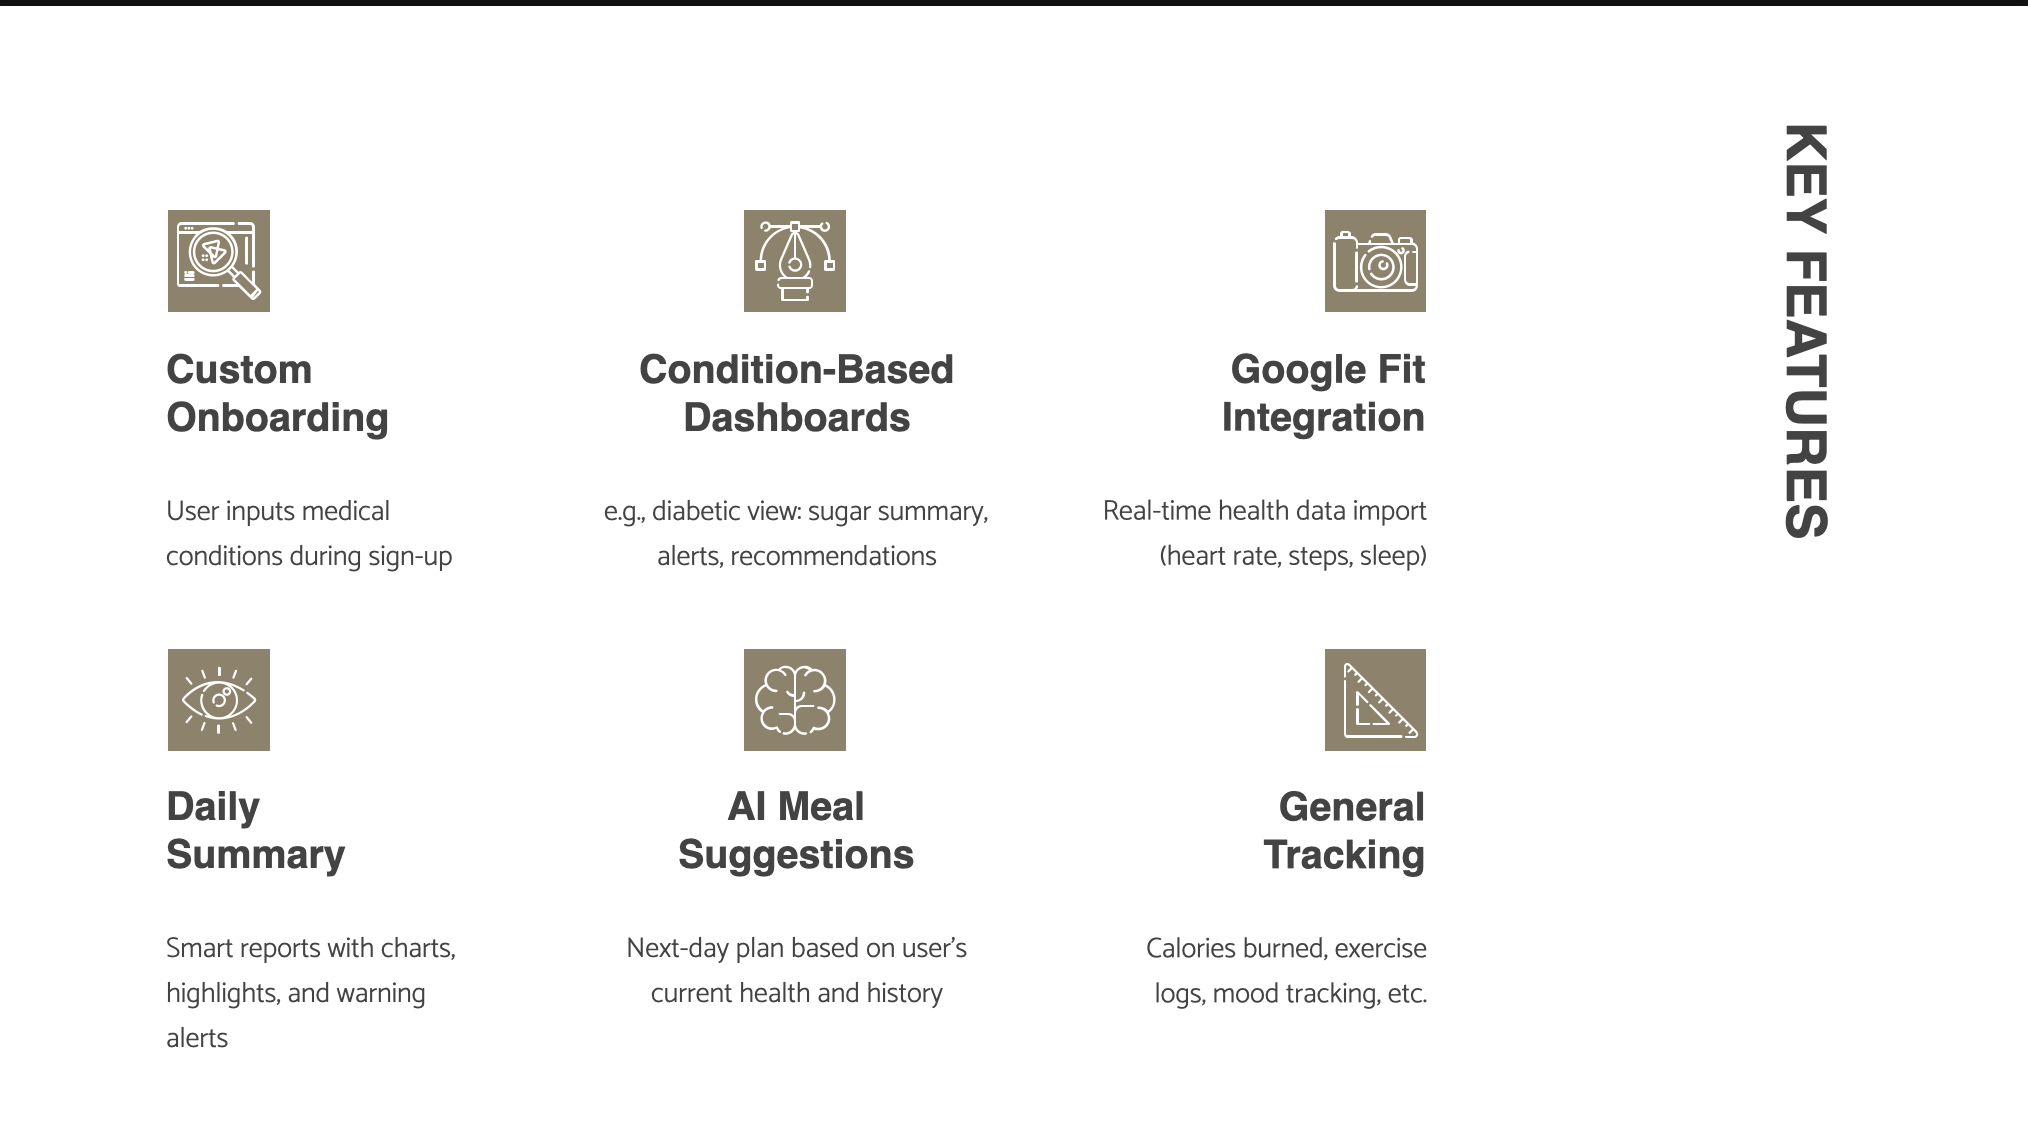 KEY FEATURES
Custom
Onboarding
User inputs medical
conditions during sign-up
Condition-Based
Dashboards
e.g., diabetic view: sugar summary,
alerts, recommendations
Google Fit
Integration
Real-time health data import
(heart rate, steps, sleep)
Daily
Summary
Smart reports with charts,
highlights, and warning
alerts
AI Meal
Suggestions
Next-day plan based on user’s
current health and history
General
Tracking
Calories burned, exercise
logs, mood tracking, etc.